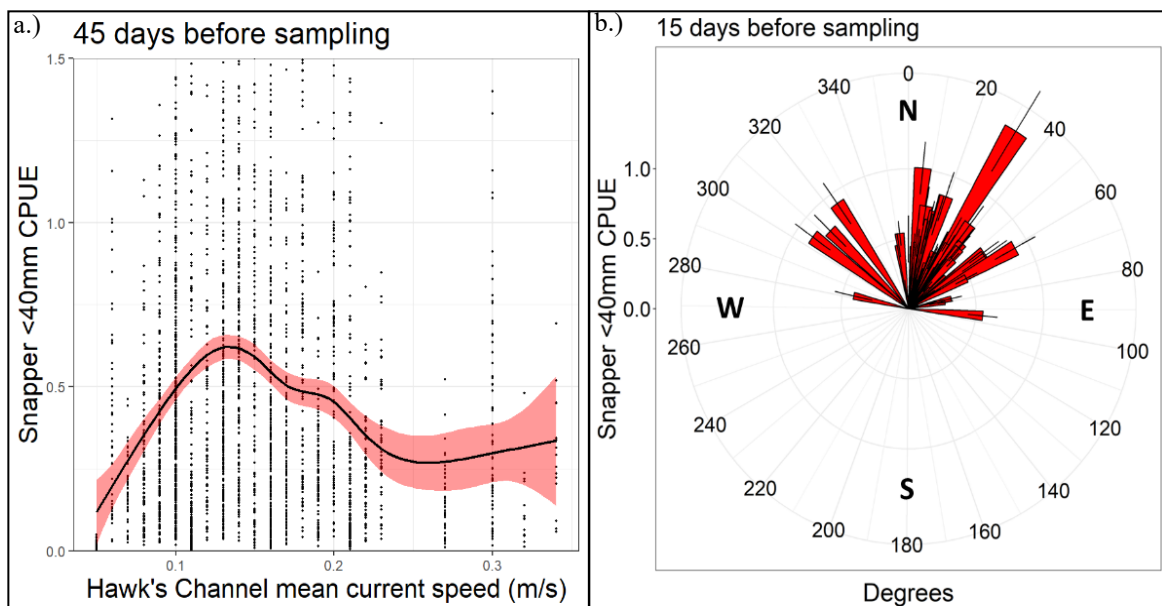 a.)
45 days before sampling
Snapper <40mm CPUE
1.5
1.0
0.5
0.0
0.1
0.2
0.3
Hawk's Channel mean current speed (m/s)
b.)
15 days before sampling
Snapper <40mm CPUE
1.0
0.5
0.0
0
20
40
60
80
100
120
140
160
180
200
220
240
260
280
300
320
340
N
E
S
W
Degrees